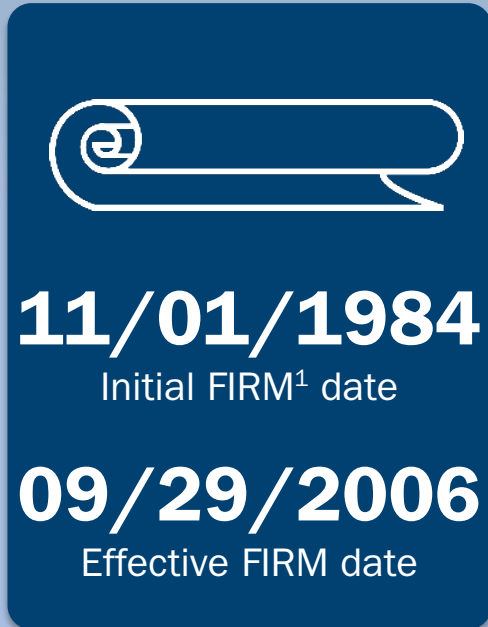 11/01/1984
Initial FIRM¹ date
09/29/2006
Effective FIRM date